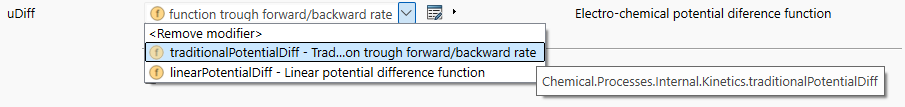 uDiff function trough forward/backward rate Electro-chemical potential diference function
<Remove modifier>
traditionalPotentialDiff - Trad...on trough forward/backward rate
linearPotentialDiff - Linear potential difference function
Chemical.Processes.Internal.Kinetics.traditionalPotentialDiff